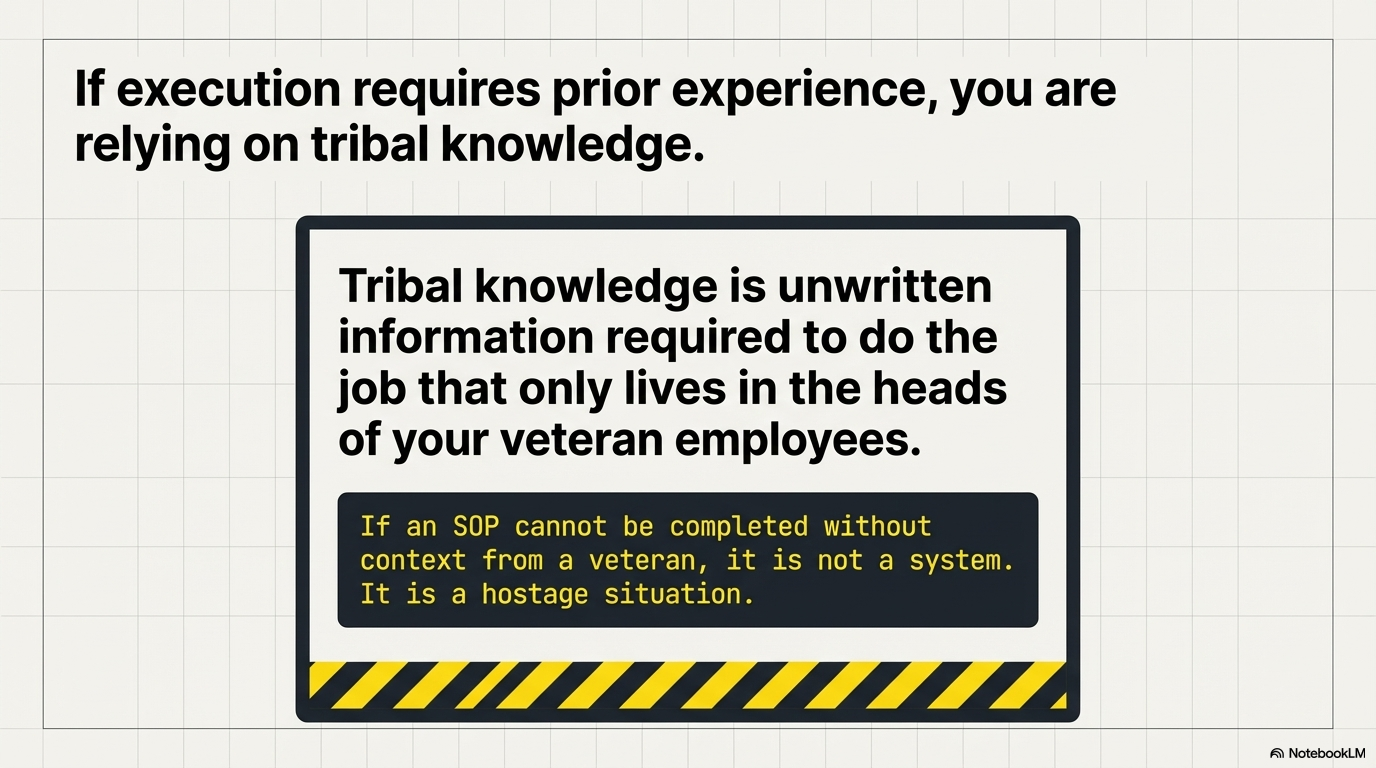 If execution requires prior experience, you are
relying on tribal knowledge.
Tribal knowledge is unwritten
information required to do the
job that only lives in the heads
of your veteran employees.
If an SOP cannot be completed without
context from a veteran, it is not a system.
It is a hostage situation.
NotebookLM